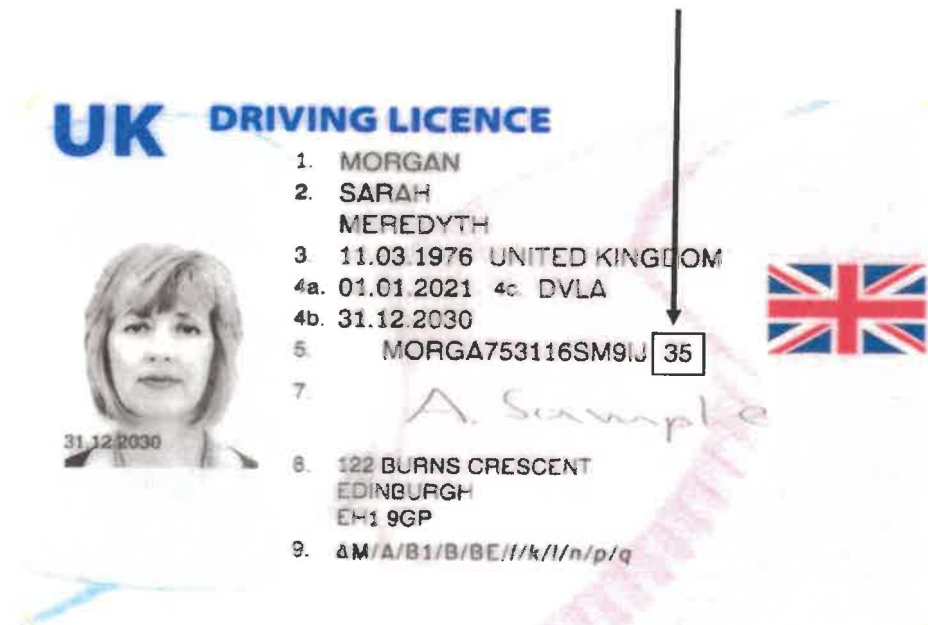 UK DRIVING LICENCE
1. MORGAN
2. SARAH
MEREDYTH
3. 11.03.1976 UNITED KINGDOM
4a. 01.01.2021 4c. DVLA
4b. 31.12.2030
5. MORGA753116SM9IJ 35
7. A. Sample
31.12.2030
8. 122 BURNS CRESCENT
EDINBURGH
EH1 9GP
9. AM/A/B1/B/BE/f/k/l/n/p/q